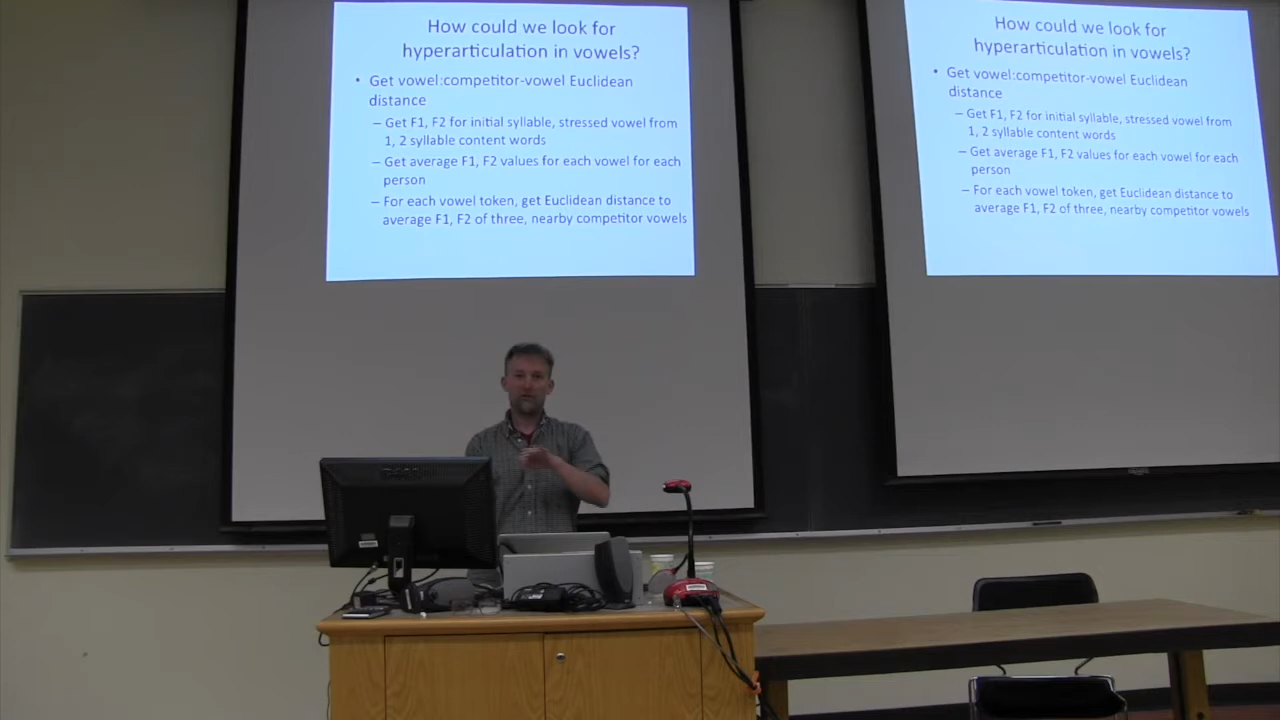 How could we look for
hyperarticulation in vowels?
• Get vowel:competitor-vowel Euclidean
distance
– Get F1, F2 for initial syllable, stressed vowel from
1, 2 syllable content words
– Get average F1, F2 values for each vowel for each
person
– For each vowel token, get Euclidean distance to
average F1, F2 of three, nearby competitor vowels
How could we look for
hyperarticulation in vowels?
• Get vowel:competitor-vowel Euclidean
distance
– Get F1, F2 for initial syllable, stressed vowel from
1, 2 syllable content words
– Get average F1, F2 values for each vowel for each
person
– For each vowel token, get Euclidean distance to
average F1, F2 of three, nearby competitor vowels